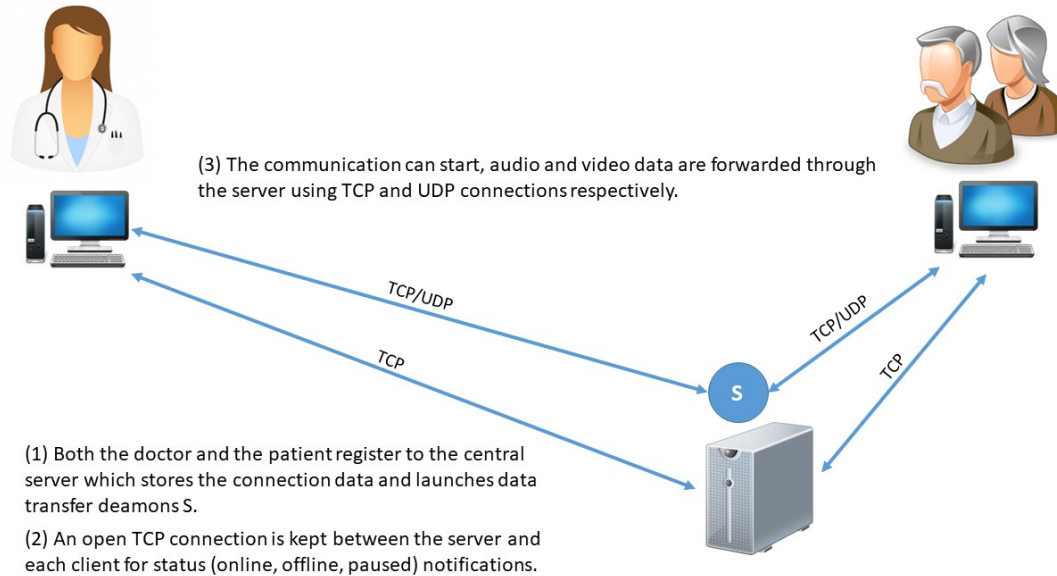 (3) The communication can start, audio and video data are forwarded through
the server using TCP and UDP connections respectively.
TCP/UDP
TCP
TCP/UDP
TCP
S
(1) Both the doctor and the patient register to the central
server which stores the connection data and launches data
transfer deamons S.
(2) An open TCP connection is kept between the server and
each client for status (online, offline, paused) notifications.